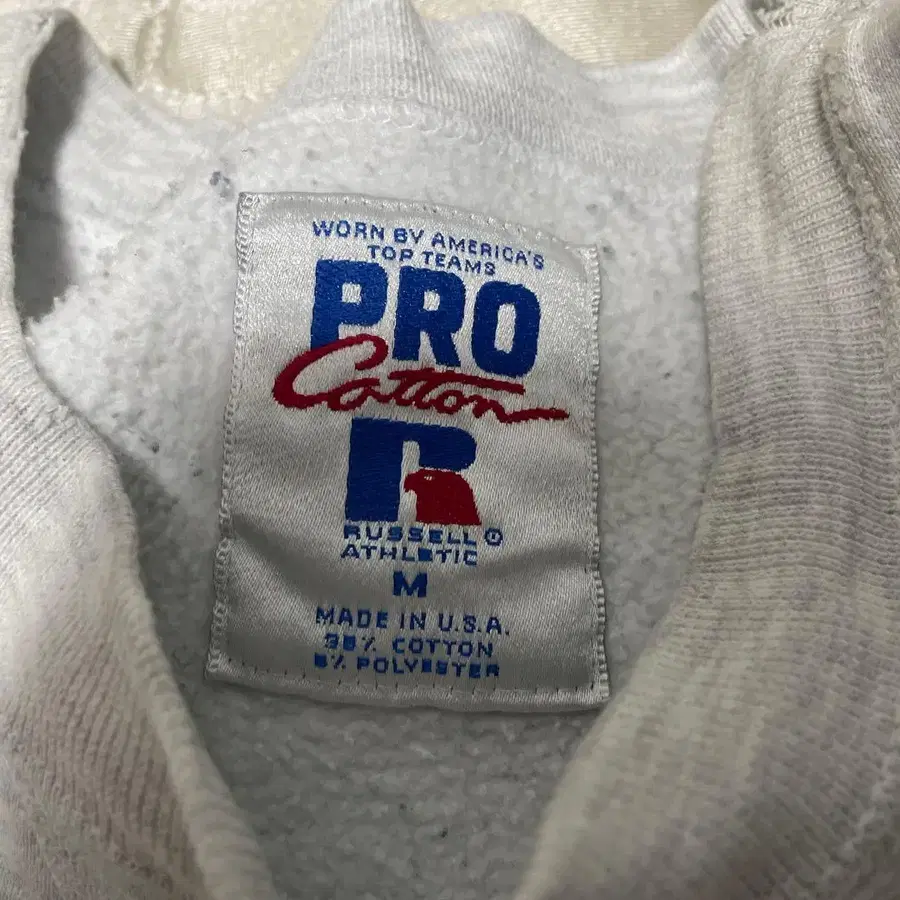 WORN BY AMERICA'S
TOP TEAMS
PRO
Cotton
R
RUSSELL
ATHLETIC
M
MADE IN U.S.A.
95% COTTON
5% POLYESTER